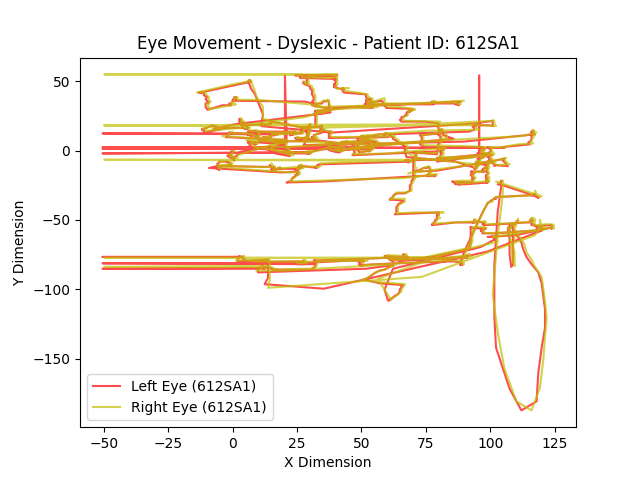 Eye Movement - Dyslexic - Patient ID: 612SA1
50
0
−50
−100
−150
Y Dimension
Left Eye (612SA1)
Right Eye (612SA1)
−50 −25 0 25 50 75 100 125
X Dimension